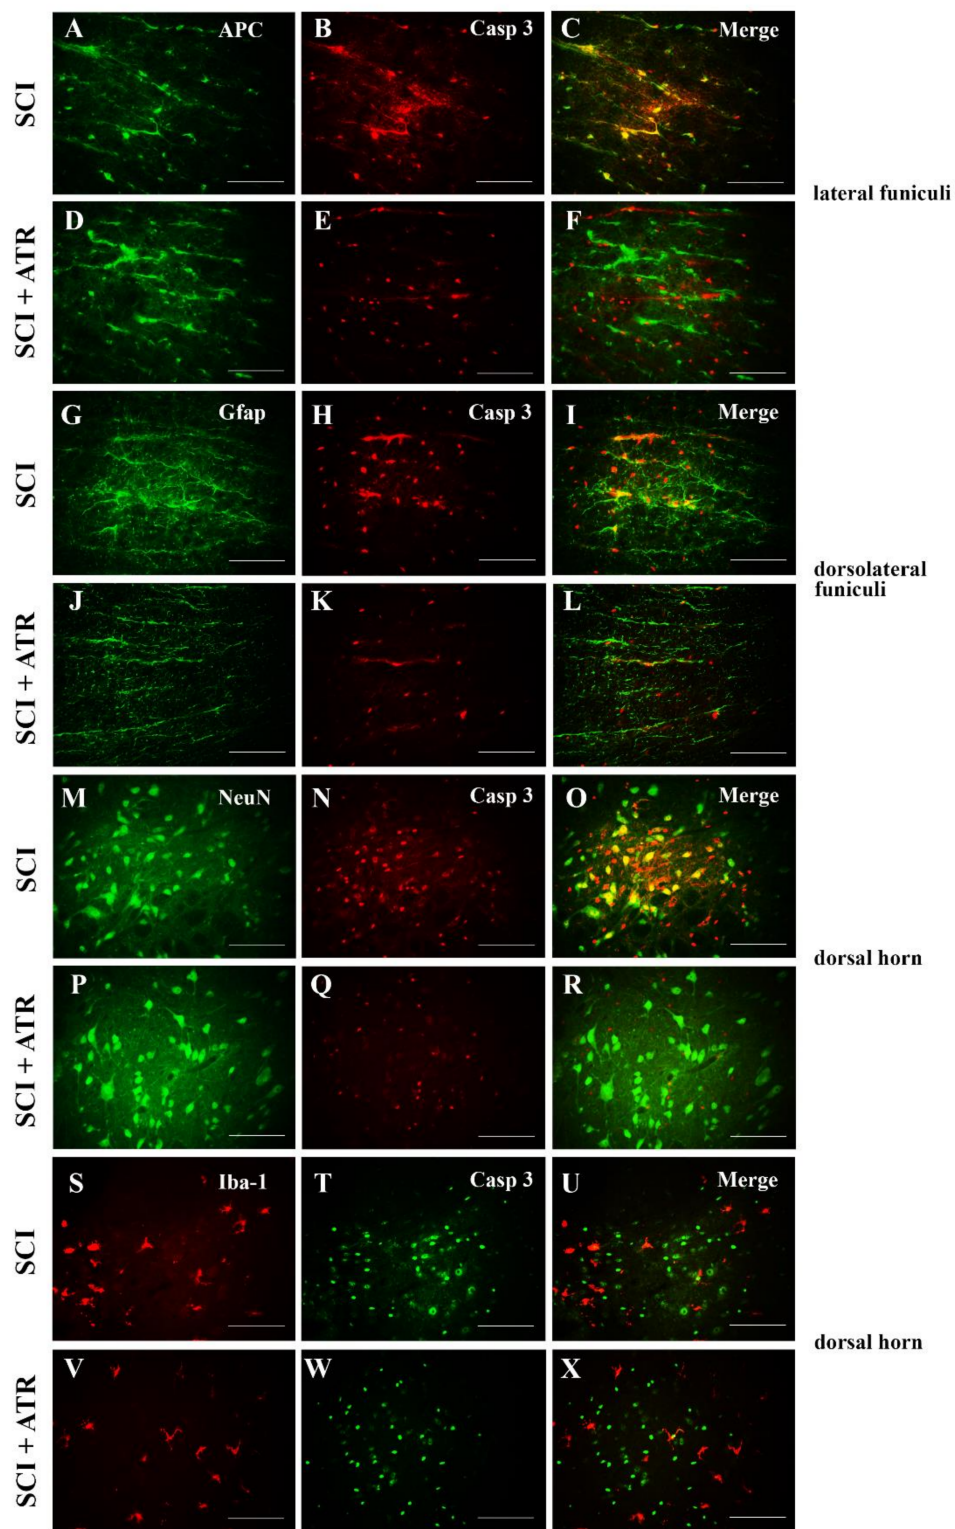 A APC B Casp 3 C Merge
SCI
lateral funiculi
D E F
SCI + ATR
G Gfap H Casp 3 I Merge
SCI
dorsolateral
funiculi
J K L
SCI + ATR
M NeuN N Casp 3 O Merge
SCI
dorsal horn
P Q R
SCI + ATR
S Iba-1 T Casp 3 U Merge
SCI
dorsal horn
V W X
SCI + ATR